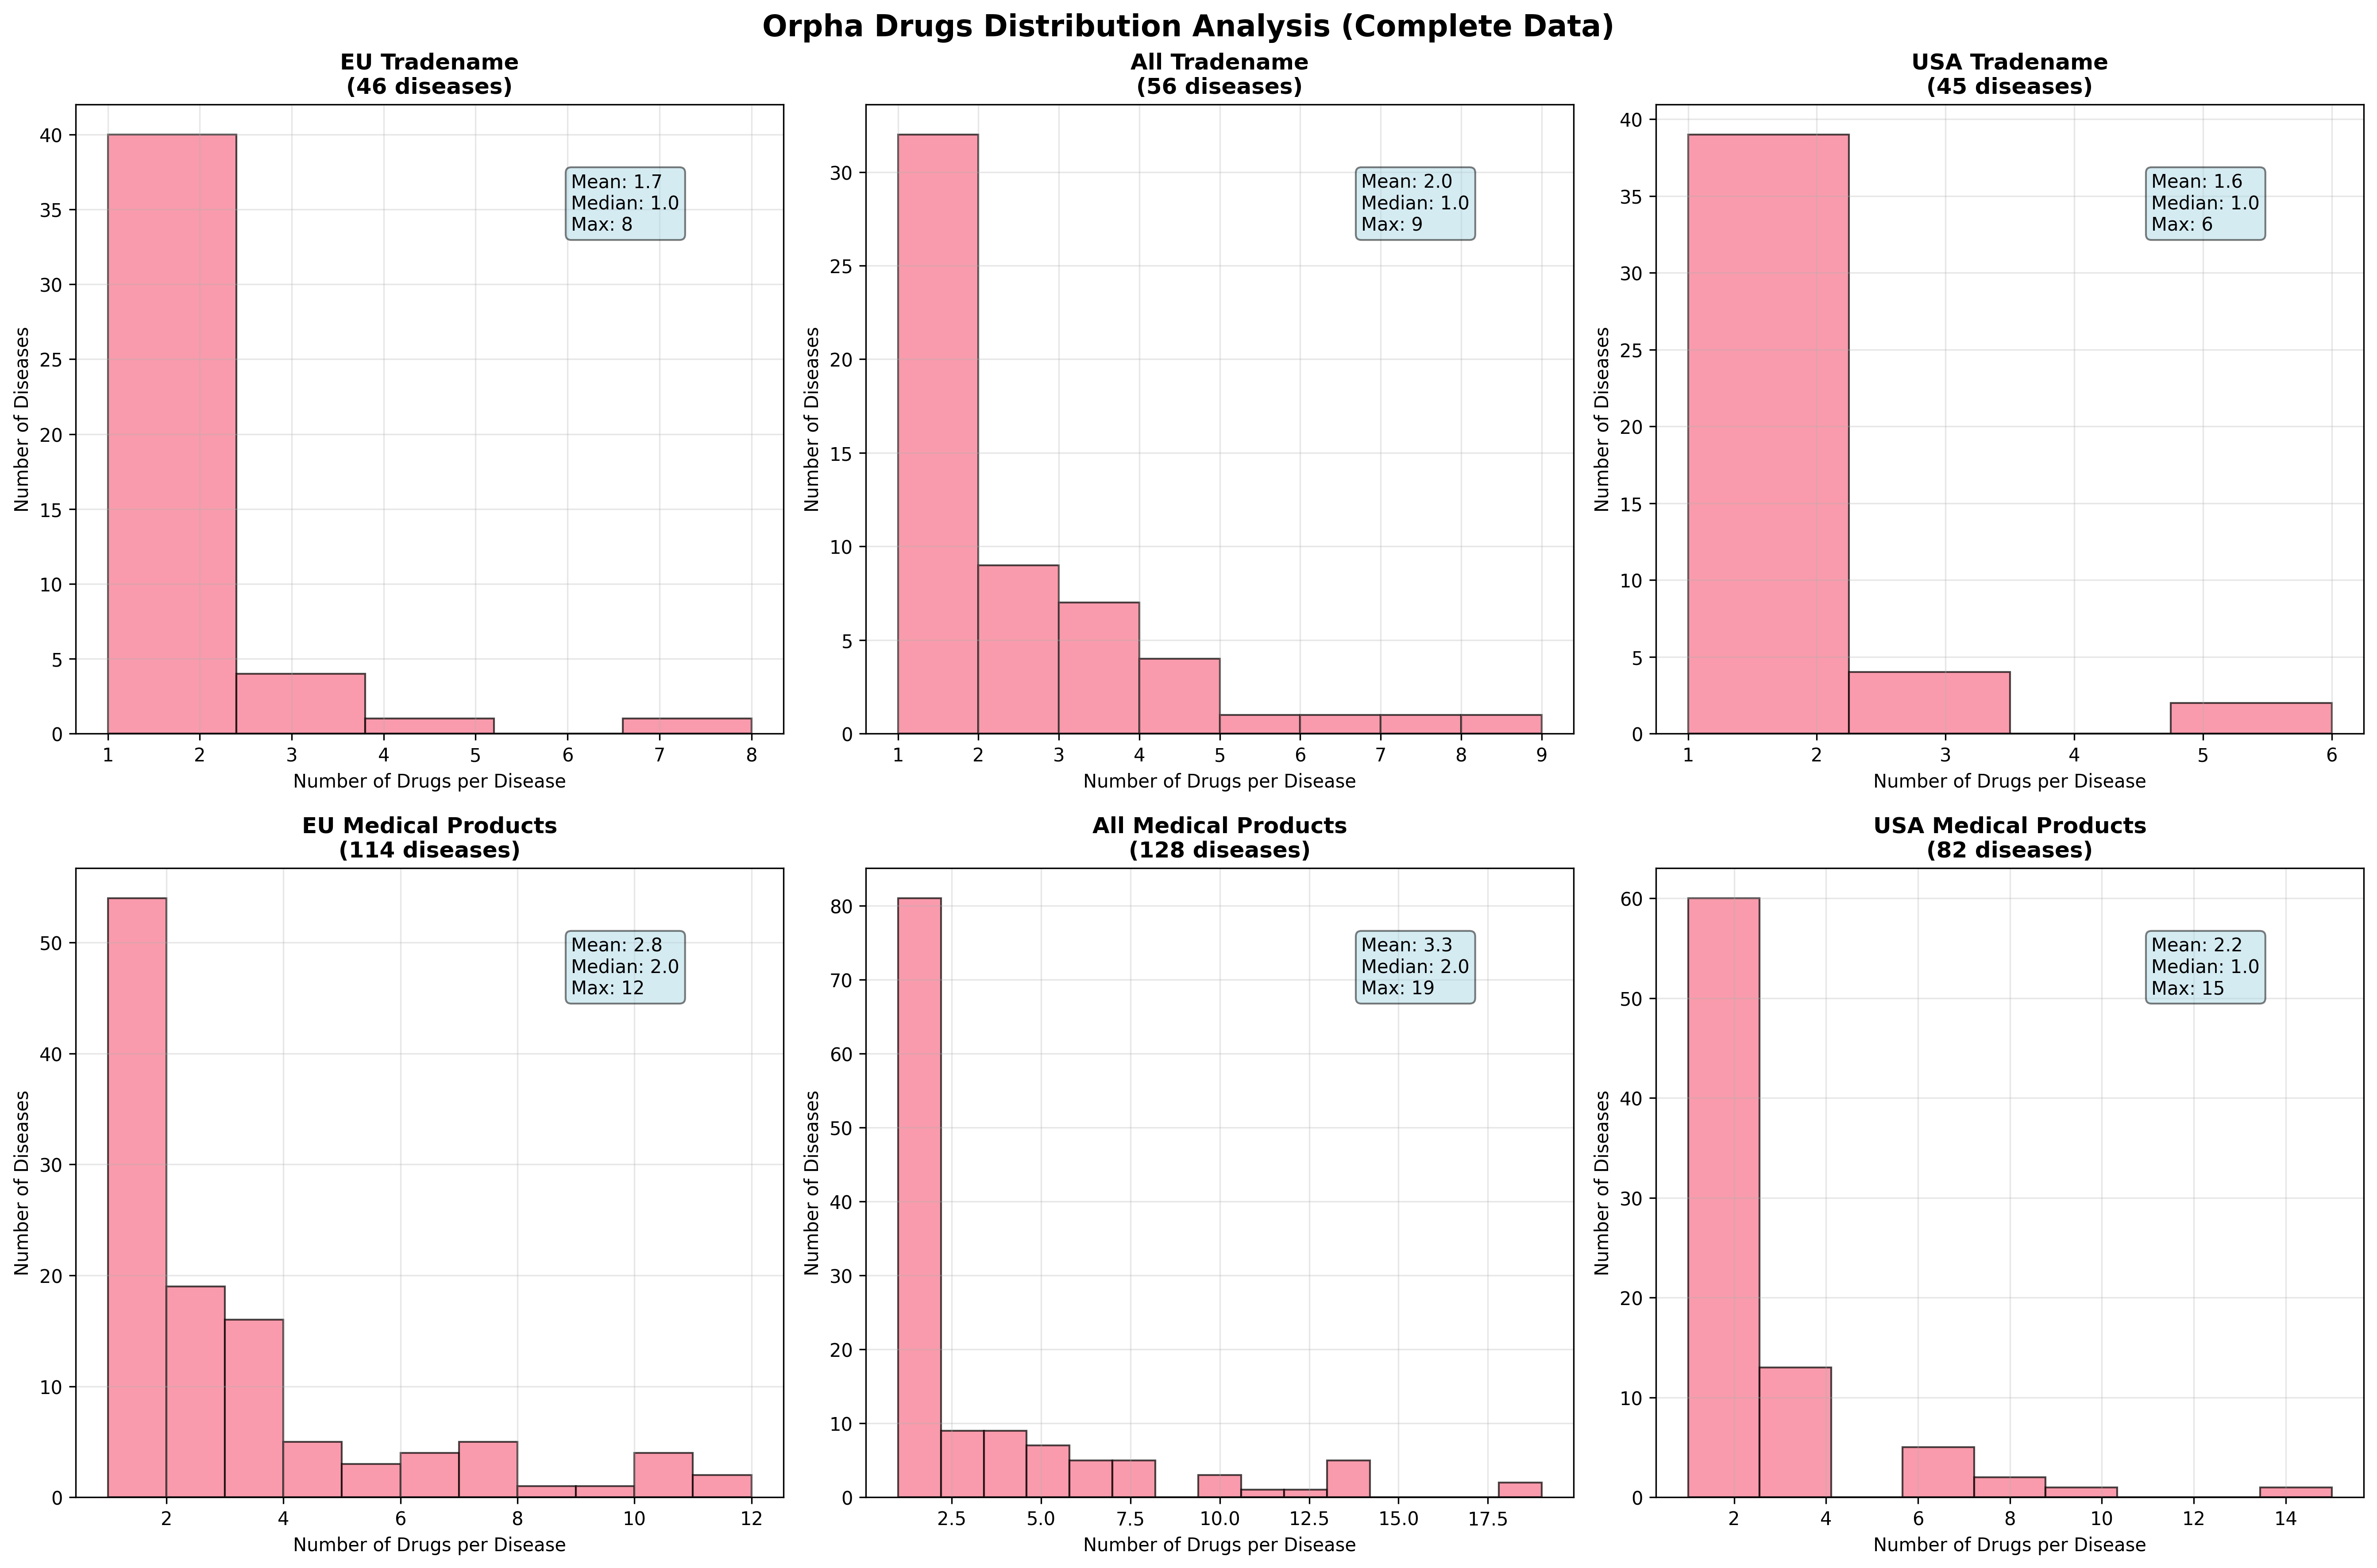 Orpha Drugs Distribution Analysis (Complete Data)
EU Tradename
(46 diseases)
40
35
30
25
20
15
10
5
0
Number of Diseases
Mean: 1.7
Median: 1.0
Max: 8
1 2 3 4 5 6 7 8
Number of Drugs per Disease
All Tradename
(56 diseases)
30
25
20
15
10
5
0
Number of Diseases
Mean: 2.0
Median: 1.0
Max: 9
1 2 3 4 5 6 7 8 9
Number of Drugs per Disease
USA Tradename
(45 diseases)
40
35
30
25
20
15
10
5
0
Number of Diseases
Mean: 1.6
Median: 1.0
Max: 6
1 2 3 4 5 6
Number of Drugs per Disease
EU Medical Products
(114 diseases)
50
40
30
20
10
0
Number of Diseases
Mean: 2.8
Median: 2.0
Max: 12
2 4 6 8 10 12
Number of Drugs per Disease
All Medical Products
(128 diseases)
80
70
60
50
40
30
20
10
0
Number of Diseases
Mean: 3.3
Median: 2.0
Max: 19
2.5 5.0 7.5 10.0 12.5 15.0 17.5
Number of Drugs per Disease
USA Medical Products
(82 diseases)
60
50
40
30
20
10
0
Number of Diseases
Mean: 2.2
Median: 1.0
Max: 15
2 4 6 8 10 12 14
Number of Drugs per Disease